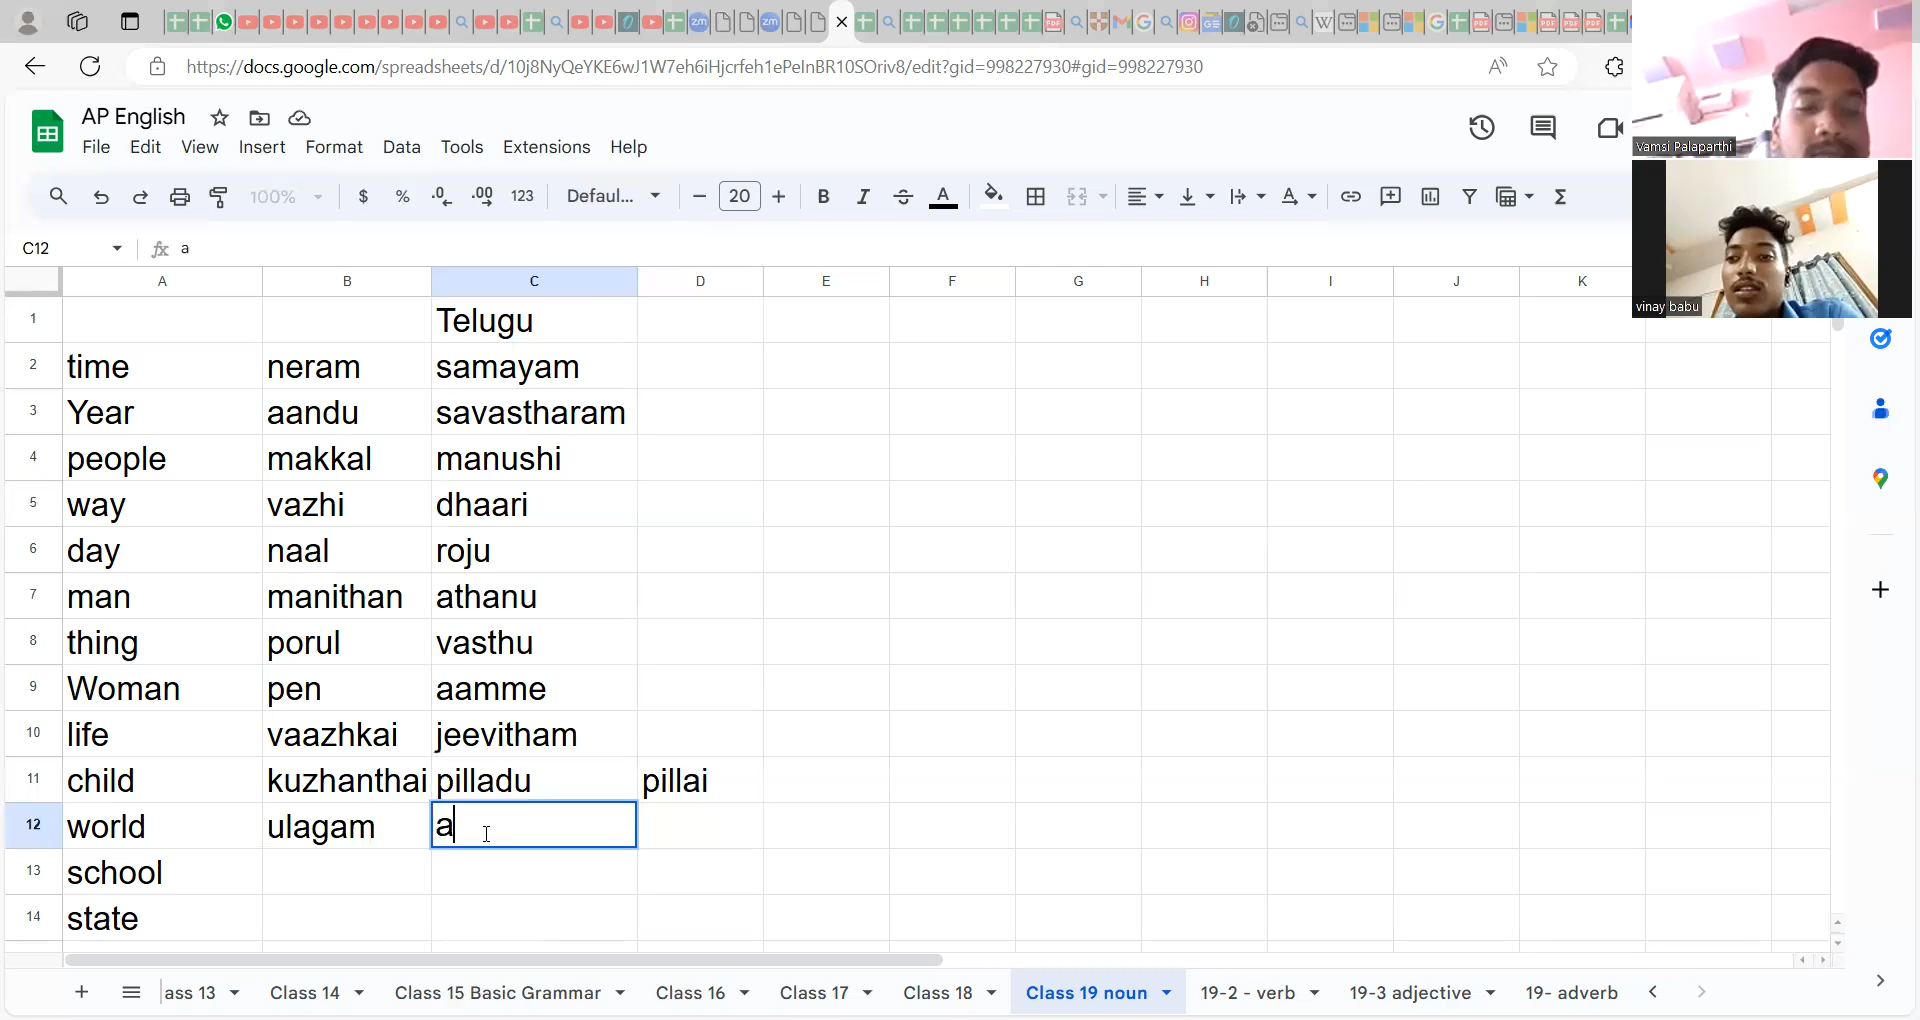 https://docs.google.com/spreadsheets/d/10j8NyQeYKE6wJ1W7eh6iHjcrfeh1ePeInBR10SOriv8/edit?gid=998227930#gid=998227930
AP English
File Edit View Insert Format Data Tools Extensions Help
100% $ % .0 .00 123 Defaul... 20
C12 a
A B C D E F G H I J K
1 Telugu
2 time neram samayam
3 Year aandu savastharam
4 people makkal manushi
5 way vazhi dhaari
6 day naal roju
7 man manithan athanu
8 thing porul vasthu
9 Woman pen aamme
10 life vaazhkai jeevitham
11 child kuzhanthai pilladu pillai
12 world ulagam a
13 school
14 state
ass 13 Class 14 Class 15 Basic Grammar Class 16 Class 17 Class 18 Class 19 noun 19-2 - verb 19-3 adjective 19- adverb
Vamsi Palaparthi
vinay babu